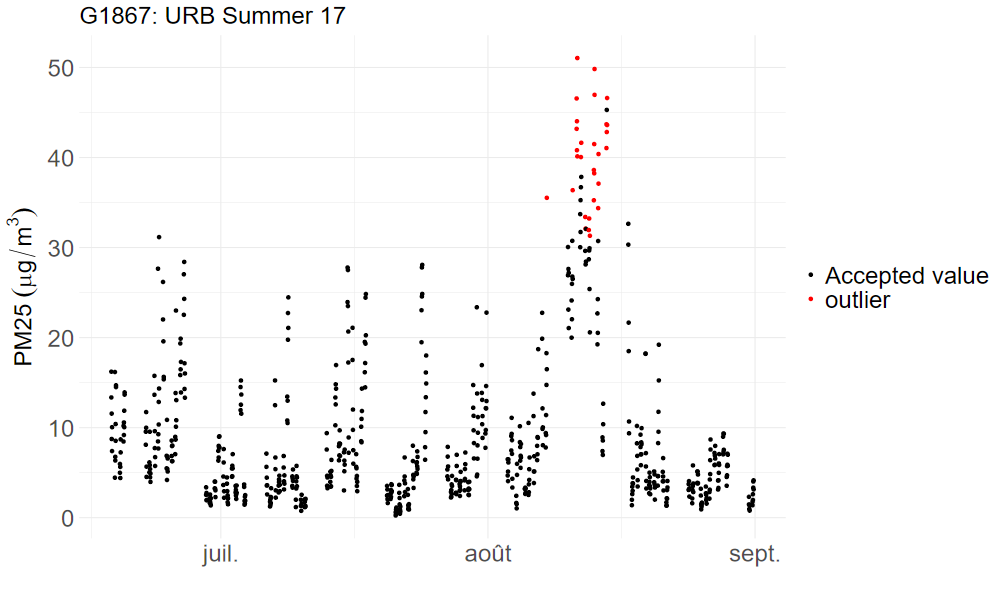 G1867: URB Summer 17
50
40
30
20
10
0
PM25 (μg/m³)
juil.
août
sept.
Accepted value
outlier